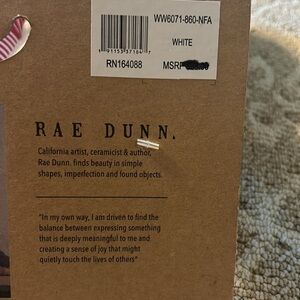 WW6071-860-NFA
WHITE
RN164088
MSRP
RAE DUNN.
California artist, ceramicist & author,
Rae Dunn. finds beauty in simple
shapes, imperfection and found objects.
"In my own way, I am driven to find the
balance between expressing something
that is deeply meaningful to me and
creating a sense of joy that might
quietly touch the lives of others"